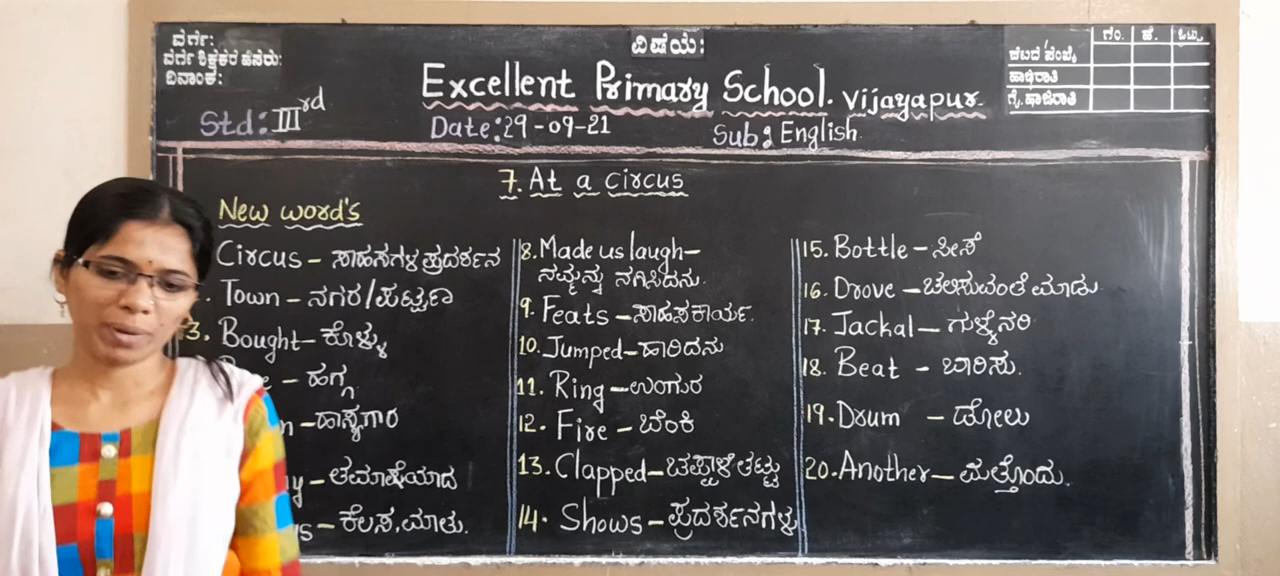 ವರ್ಗ:
ವರ್ಗ ಶಿಕ್ಷಕರ ಹೆಸರು:
ದಿನಾಂಕ:
ವಿಷಯ:
ಗಂ. ಹೆ. ಒಟ್ಟು
ಹಾಜರಾತಿ
ಗೈ.ಹಾಜರಾತಿ
Excellent Primary School. Vijayapur.
Std: III rd
Date: 29-09-21
Sub: English
7. At a circus
New word's
Circus - ಸಾಹಸಗಳ ಪ್ರದರ್ಶನ
. Town - ನಗರ/ಪಟ್ಟಣ
3. Bought - ಕೊಳ್ಳು
e - ಹಗ್ಗ
n - ಹಾಸ್ಯಗಾರ
y - ತಮಾಷೆಯಾದ
s - ಕೆಲಸ, ಮಾತು.
8. Made us laugh -
ನಮ್ಮನ್ನು ನಗಿಸಿದನು.
9. Feats - ಸಾಹಸಕಾರ್ಯ.
10. Jumped - ಹಾರಿದನು
11. Ring - ಉಂಗುರ
12. Fire - ಬೆಂಕಿ
13. Clapped - ಚಪ್ಪಾಳೆ ತಟ್ಟು
14. Shows - ಪ್ರದರ್ಶನಗಳು
15. Bottle - ಸೀಸೆ
16. Drove - ಚಲಿಸುವಂತೆ ಮಾಡು
17. Jackal - ಗುಳ್ಳೆನರಿ
18. Beat - ಬಾರಿಸು.
19. Drum - ಡೋಲು
20. Another - ಮತ್ತೊಂದು.